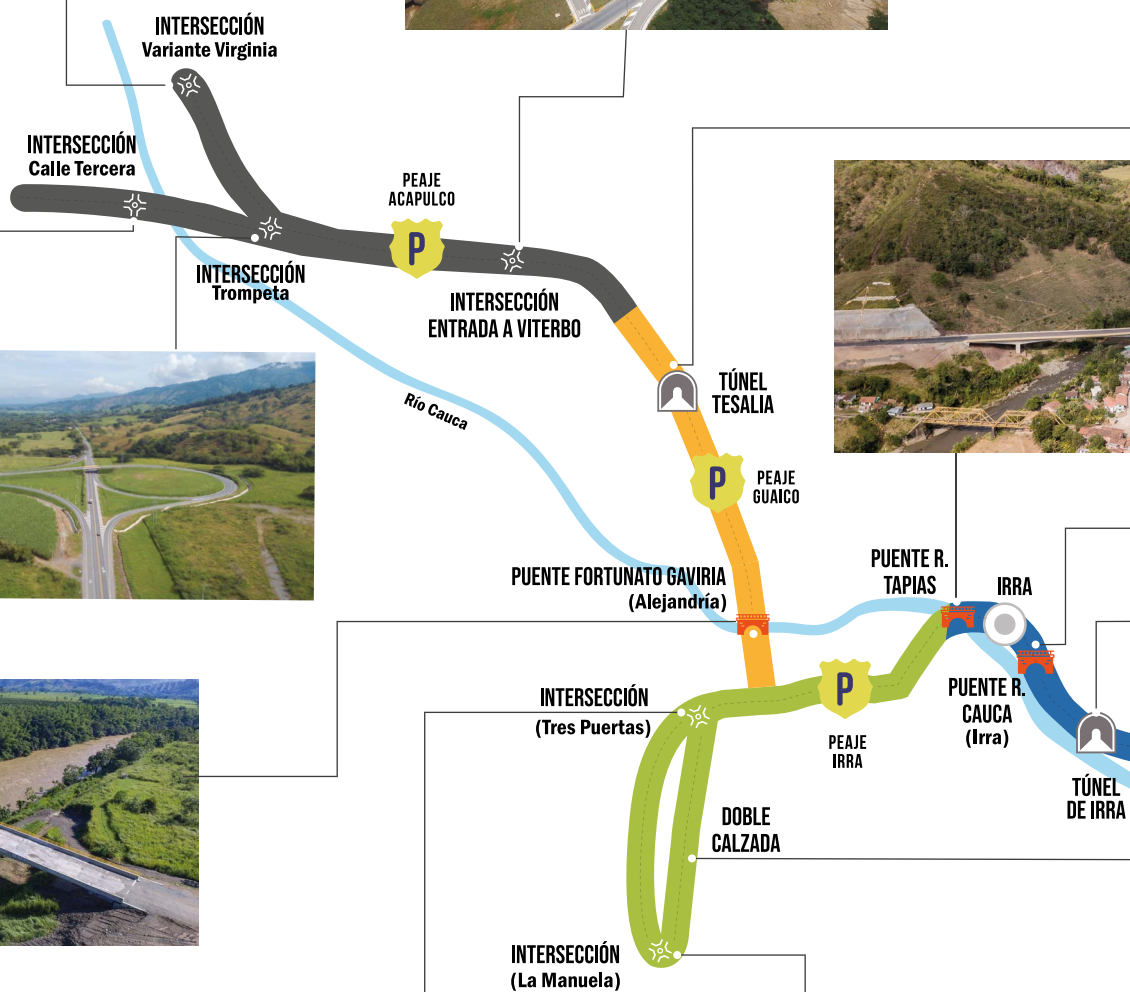 INTERSECCIÓN
Variante Virginia
INTERSECCIÓN
Calle Tercera
PEAJE
ACAPULCO
P
INTERSECCIÓN
Trompeta
INTERSECCIÓN
ENTRADA A VITERBO
TÚNEL
TESALIA
Río Cauca
P
PEAJE
GUAICO
PUENTE FORTUNATO GAVIRIA
(Alejandría)
PUENTE R.
TAPIAS
IRRA
INTERSECCIÓN
(Tres Puertas)
P
PEAJE
IRRA
PUENTE R.
CAUCA
(Irra)
TÚNEL
DE IRRA
DOBLE
CALZADA
INTERSECCIÓN
(La Manuela)